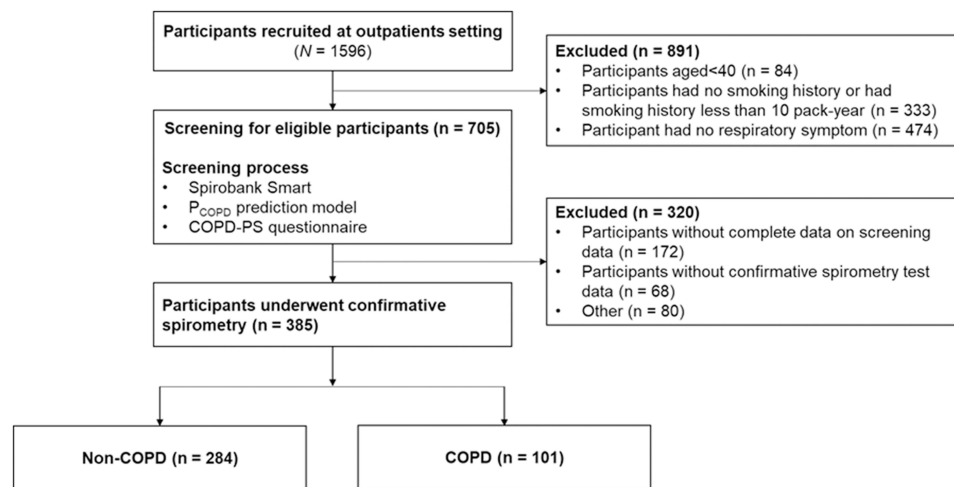 Participants recruited at outpatients setting
(N = 1596)
Excluded (n = 891)
• Participants aged<40 (n = 84)
• Participants had no smoking history or had
smoking history less than 10 pack-year (n = 333)
• Participant had no respiratory symptom (n = 474)
Screening for eligible participants (n = 705)
Screening process
• Spirobank Smart
• PCOPD prediction model
• COPD-PS questionnaire
Excluded (n = 320)
• Participants without complete data on screening
data (n = 172)
• Participants without confirmative spirometry test
data (n = 68)
• Other (n = 80)
Participants underwent confirmative
spirometry (n = 385)
Non-COPD (n = 284)
COPD (n = 101)